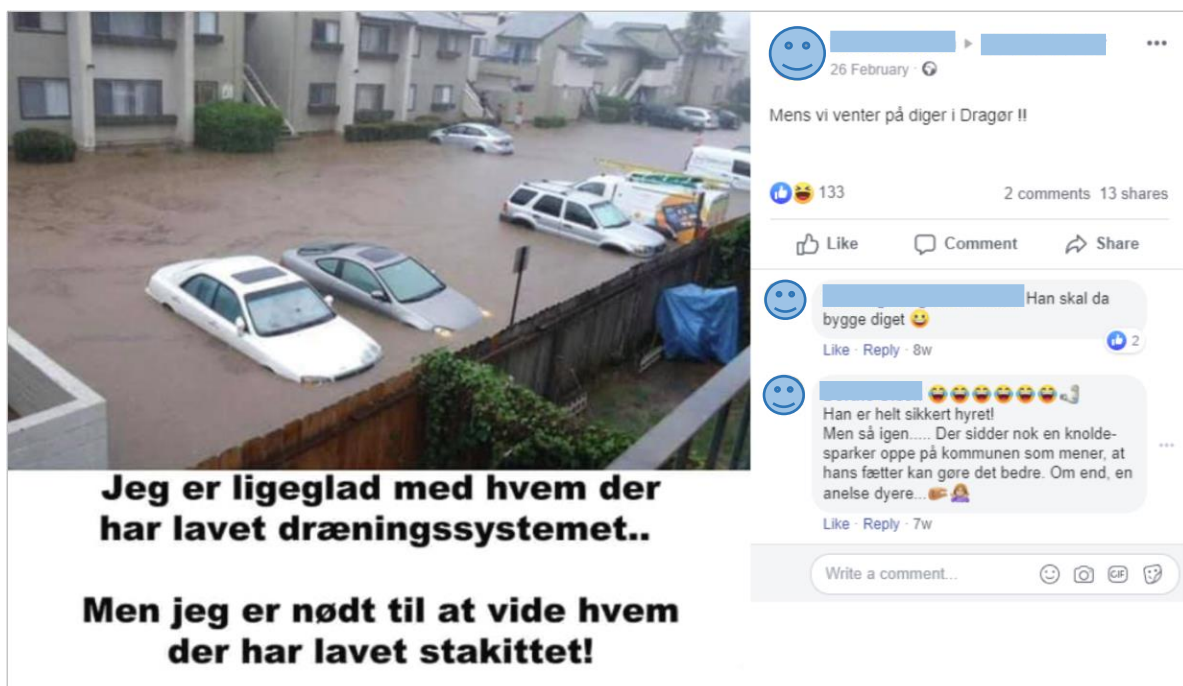 Jeg er ligeglad med hvem der
har lavet dræningssystemet..
Men jeg er nødt til at vide hvem
der har lavet stakittet!
26 February ·
Mens vi venter på diger i Dragør !!
133
2 comments 13 shares
Like Comment Share
Han skal da
bygge diget
2
Like · Reply · 8w
Han er helt sikkert hyret!
Men så igen..... Der sidder nok en knolde-
sparker oppe på kommunen som mener, at
hans fætter kan gøre det bedre. Om end, en
anelse dyere...
Like · Reply · 7w
Write a comment...
GIF